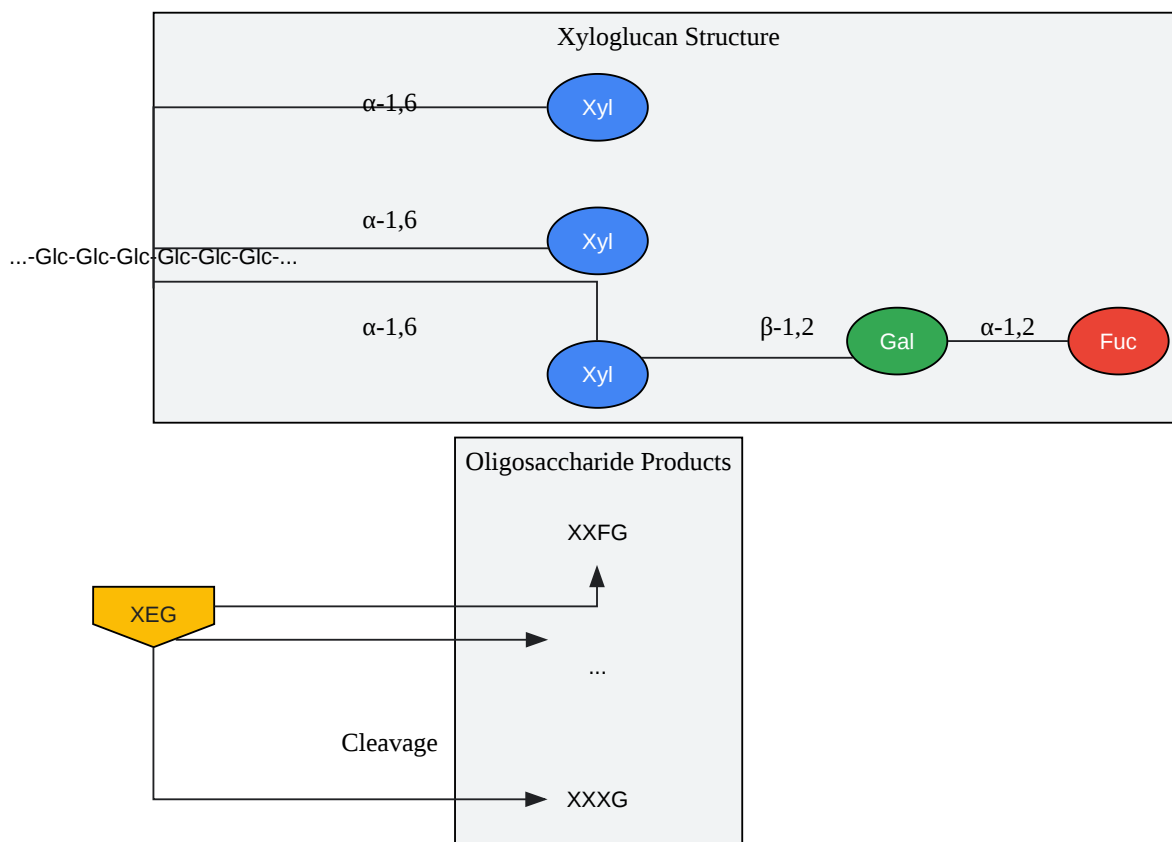 Xyloglucan Structure
α-1,6
Xyl
α-1,6
Xyl
...-Glc-Glc-Glc-Glc-Glc-Glc-...
α-1,6
β-1,2
Gal
α-1,2
Fuc
Xyl
Oligosaccharide Products
XXFG
XEG
...
Cleavage
XXXG